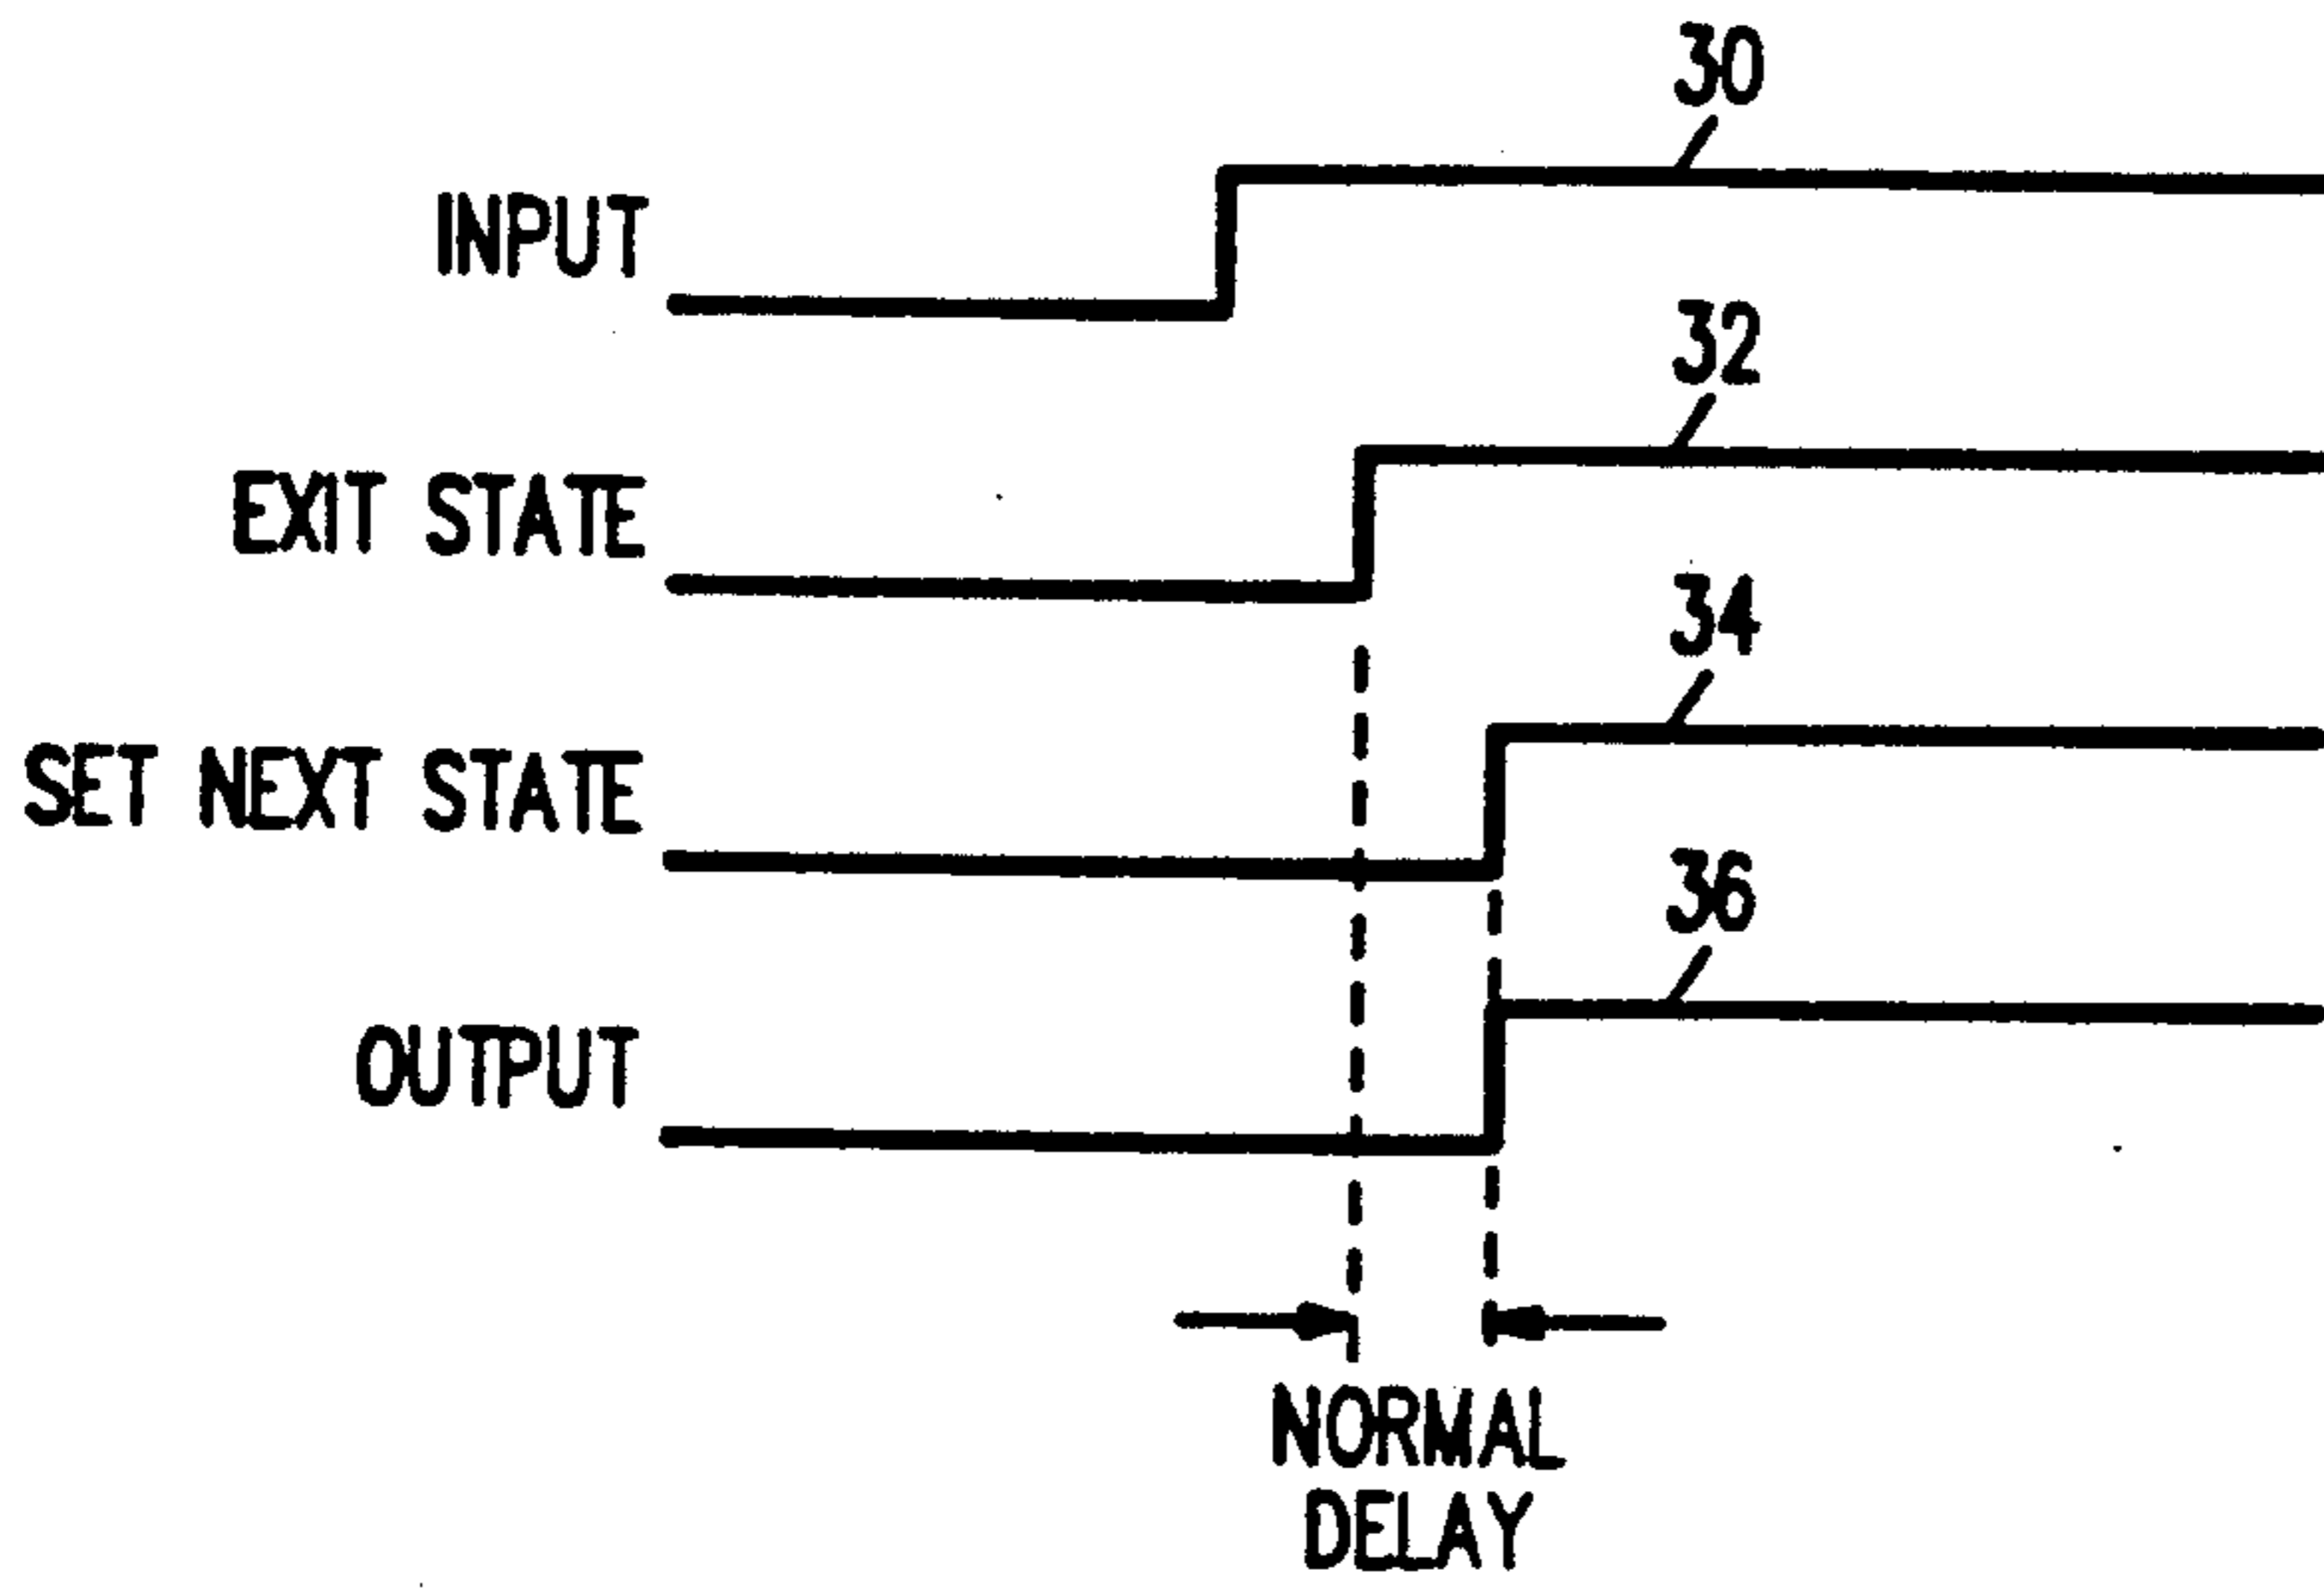 30
INPUT
32
EXIT STATE
34
SET NEXT STATE
36
OUTPUT
NORMAL
DELAY